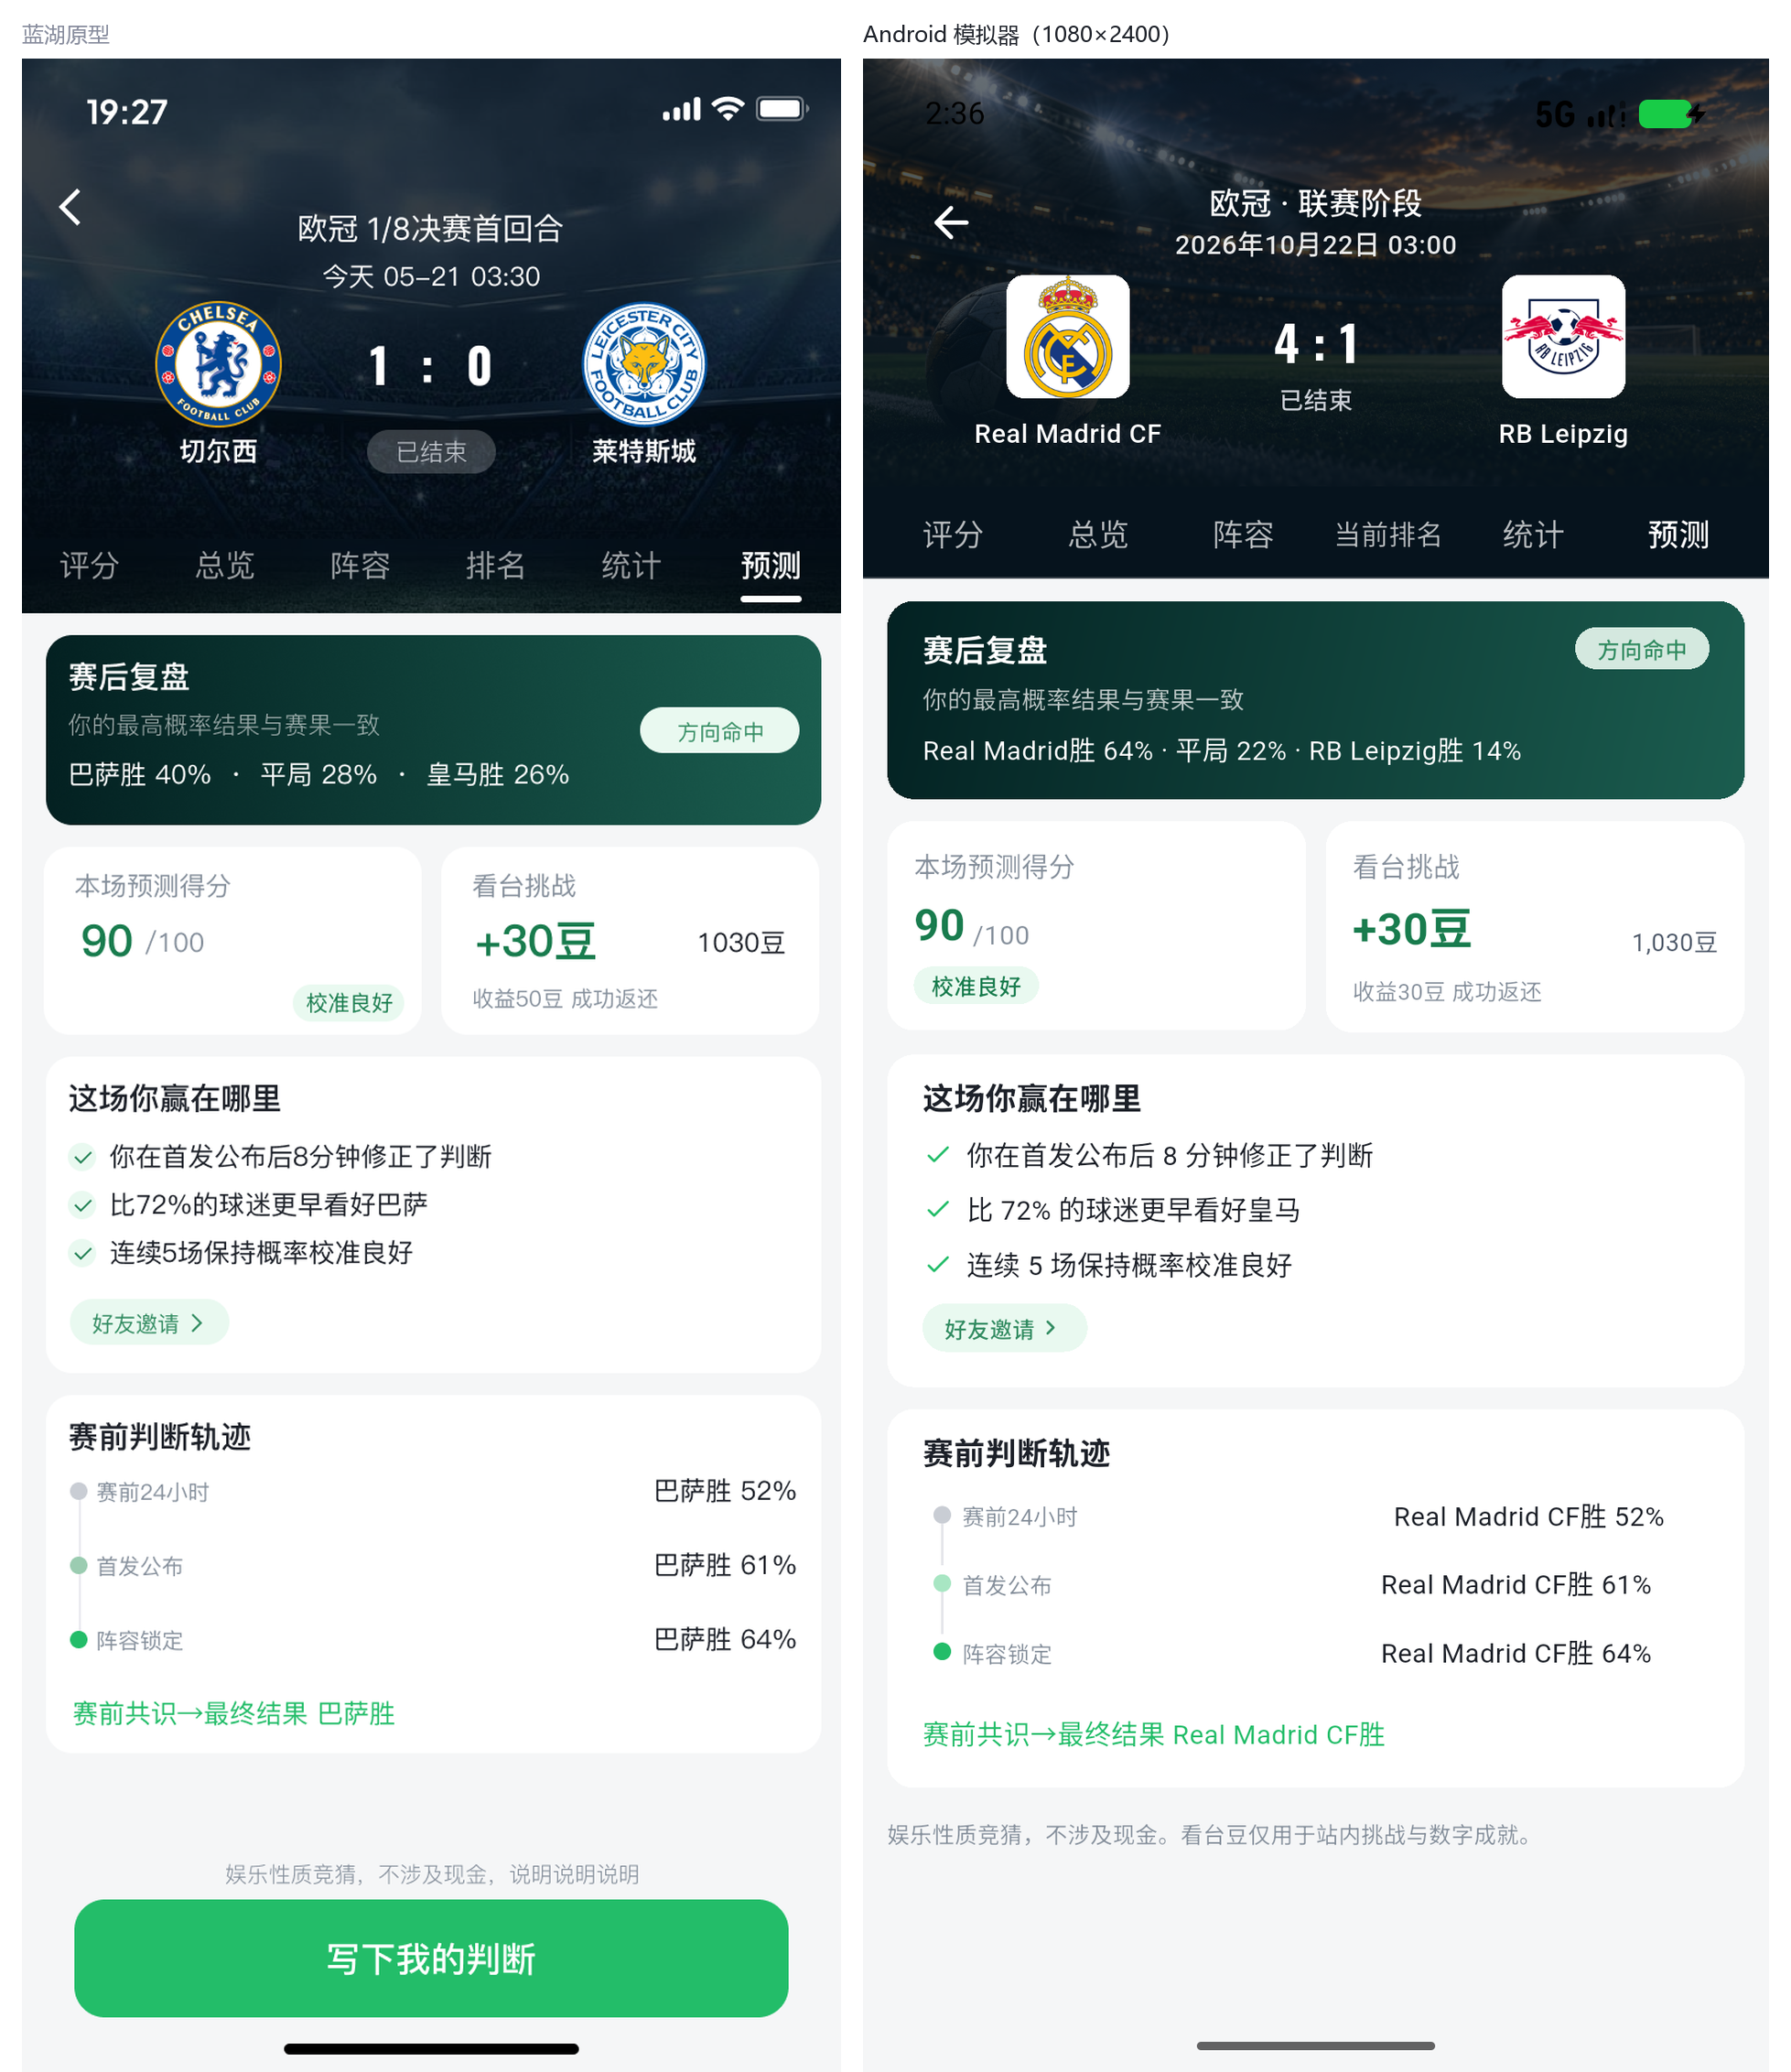 蓝湖原型
19:27
欧冠 1/8决赛首回合
今天 05-21 03:30
CHELSEA
FOOTBALL CLUB
1 : 0
LEICESTER CITY
FOOTBALL CLUB
切尔西
已结束
莱特斯城
评分 总览 阵容 排名 统计 预测
赛后复盘
你的最高概率结果与赛果一致
方向命中
巴萨胜 40% · 平局 28% · 皇马胜 26%
本场预测得分
90 /100
校准良好
看台挑战
+30豆 1030豆
收益50豆 成功返还
这场你赢在哪里
你在首发公布后8分钟修正了判断
比72%的球迷更早看好巴萨
连续5场保持概率校准良好
好友邀请
赛前判断轨迹
赛前24小时 巴萨胜 52%
首发公布 巴萨胜 61%
阵容锁定 巴萨胜 64%
赛前共识→最终结果 巴萨胜
娱乐性质竞猜，不涉及现金，说明说明说明
写下我的判断
Android 模拟器（1080×2400）
2:36
5G
欧冠 · 联赛阶段
2026年10月22日 03:00
4 : 1
RB LEIPZIG
已结束
Real Madrid CF
RB Leipzig
评分 总览 阵容 当前排名 统计 预测
赛后复盘
方向命中
你的最高概率结果与赛果一致
Real Madrid胜 64% · 平局 22% · RB Leipzig胜 14%
本场预测得分
90 /100
校准良好
看台挑战
+30豆 1,030豆
收益30豆 成功返还
这场你赢在哪里
你在首发公布后 8 分钟修正了判断
比 72% 的球迷更早看好皇马
连续 5 场保持概率校准良好
好友邀请
赛前判断轨迹
赛前24小时 Real Madrid CF胜 52%
首发公布 Real Madrid CF胜 61%
阵容锁定 Real Madrid CF胜 64%
赛前共识→最终结果 Real Madrid CF胜
娱乐性质竞猜，不涉及现金。看台豆仅用于站内挑战与数字成就。